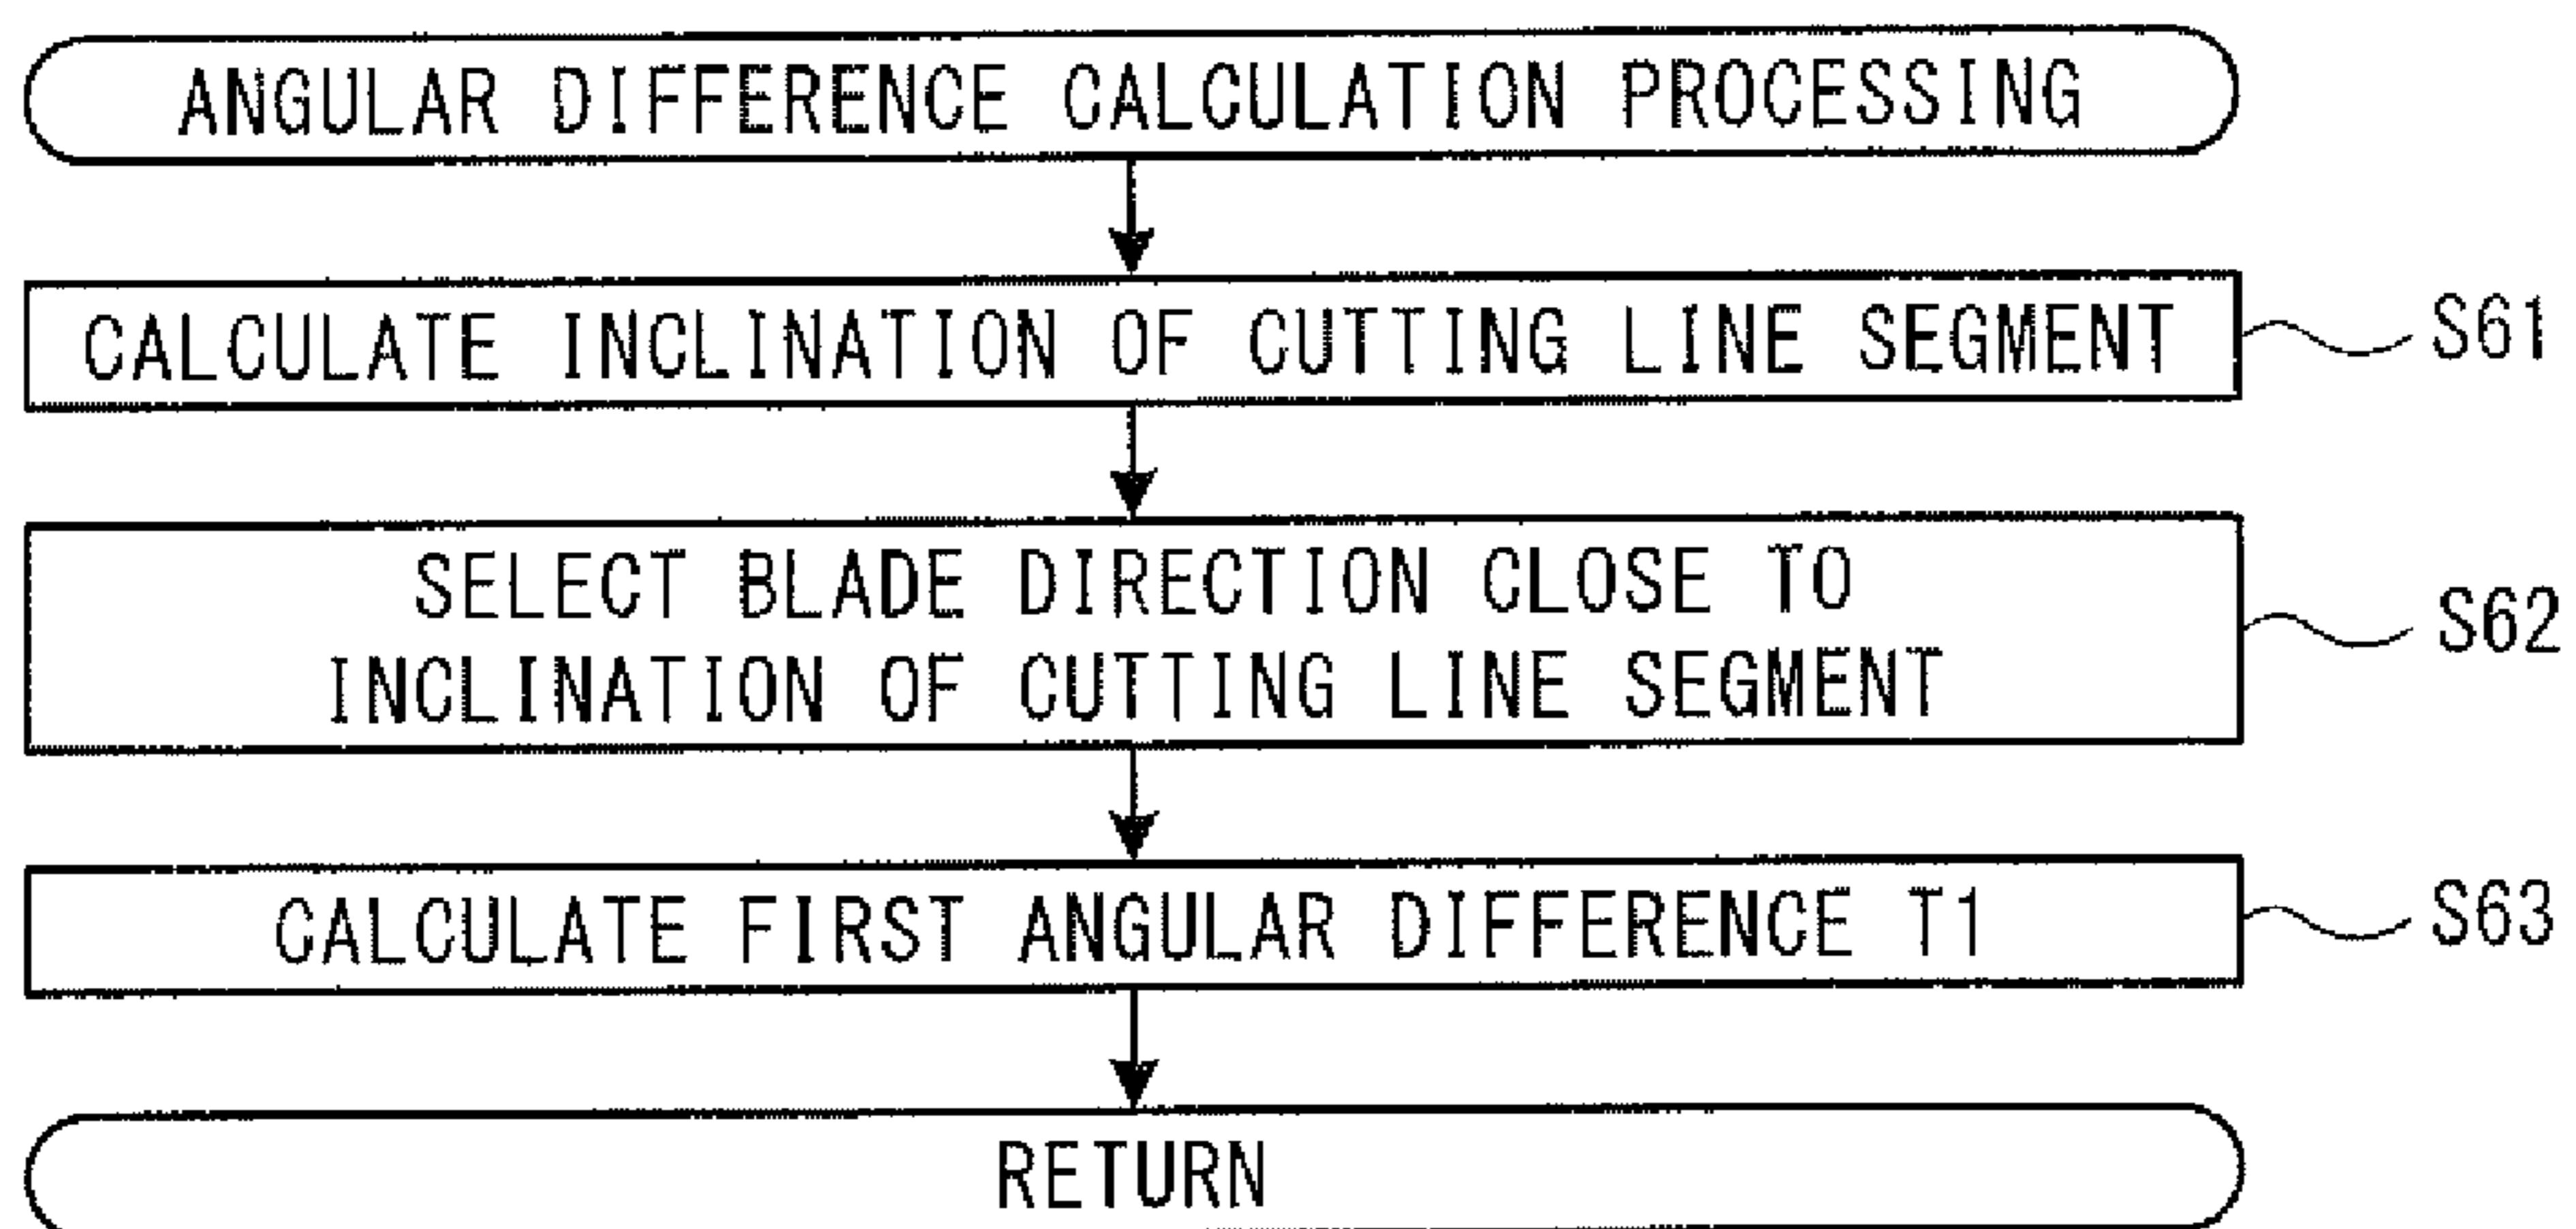 ANGULAR DIFFERENCE CALCULATION PROCESSING
CALCULATE INCLINATION OF CUTTING LINE SEGMENT
S61
SELECT BLADE DIRECTION CLOSE TO
INCLINATION OF CUTTING LINE SEGMENT
S62
CALCULATE FIRST ANGULAR DIFFERENCE T1
S63
RETURN